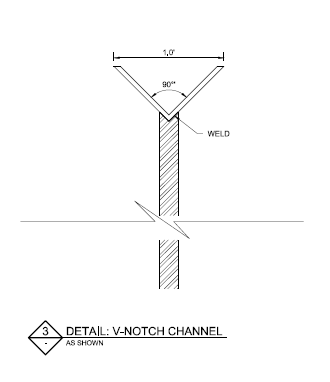 1.0'
90°
WELD
3
-
DETAIL: V-NOTCH CHANNEL
AS SHOWN